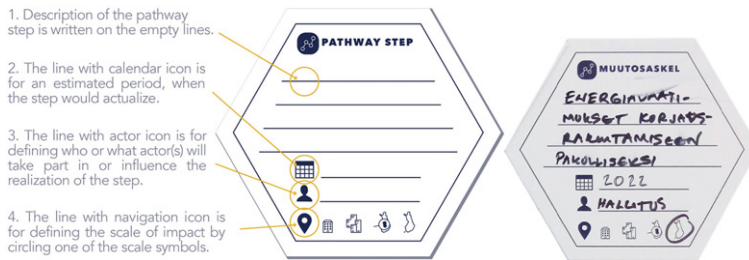 1. Description of the pathway
step is written on the empty lines.
2. The line with calendar icon is
for an estimated period, when
the step would actualize.
3. The line with actor icon is for
defining who or what actor(s) will
take part in or influence the
realization of the step.
4. The line with navigation icon is
for defining the scale of impact by
circling one of the scale symbols.
PATHWAY STEP
MUUTOSASKEL
ENERGIAVAATI-
MUKSET KORJAUS-
RAKENTAMISEEN
PAKOLLISEKSI
2022
HALLITUS